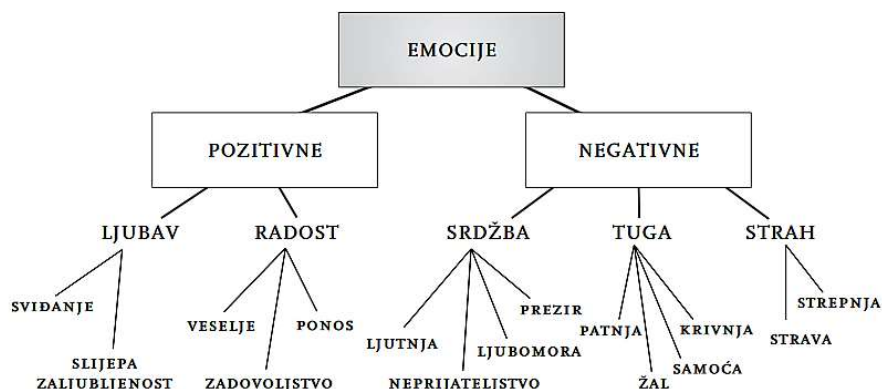 EMOCIJE
POZITIVNE
NEGATIVNE
LJUBAV
RADOST
SRDŽBA
TUGA
STRAH
SVIĐANJE
SLIJEPA
ZALJUBLJENOST
VESELJE
ZADOVOLJSTVO
PONOS
LJUTNJA
NEPRIJATELJSTVO
LJUBOMORA
PREZIR
PATNJA
ŽAL
SAMOĆA
KRIVNJA
STRAVA
STREPNJA